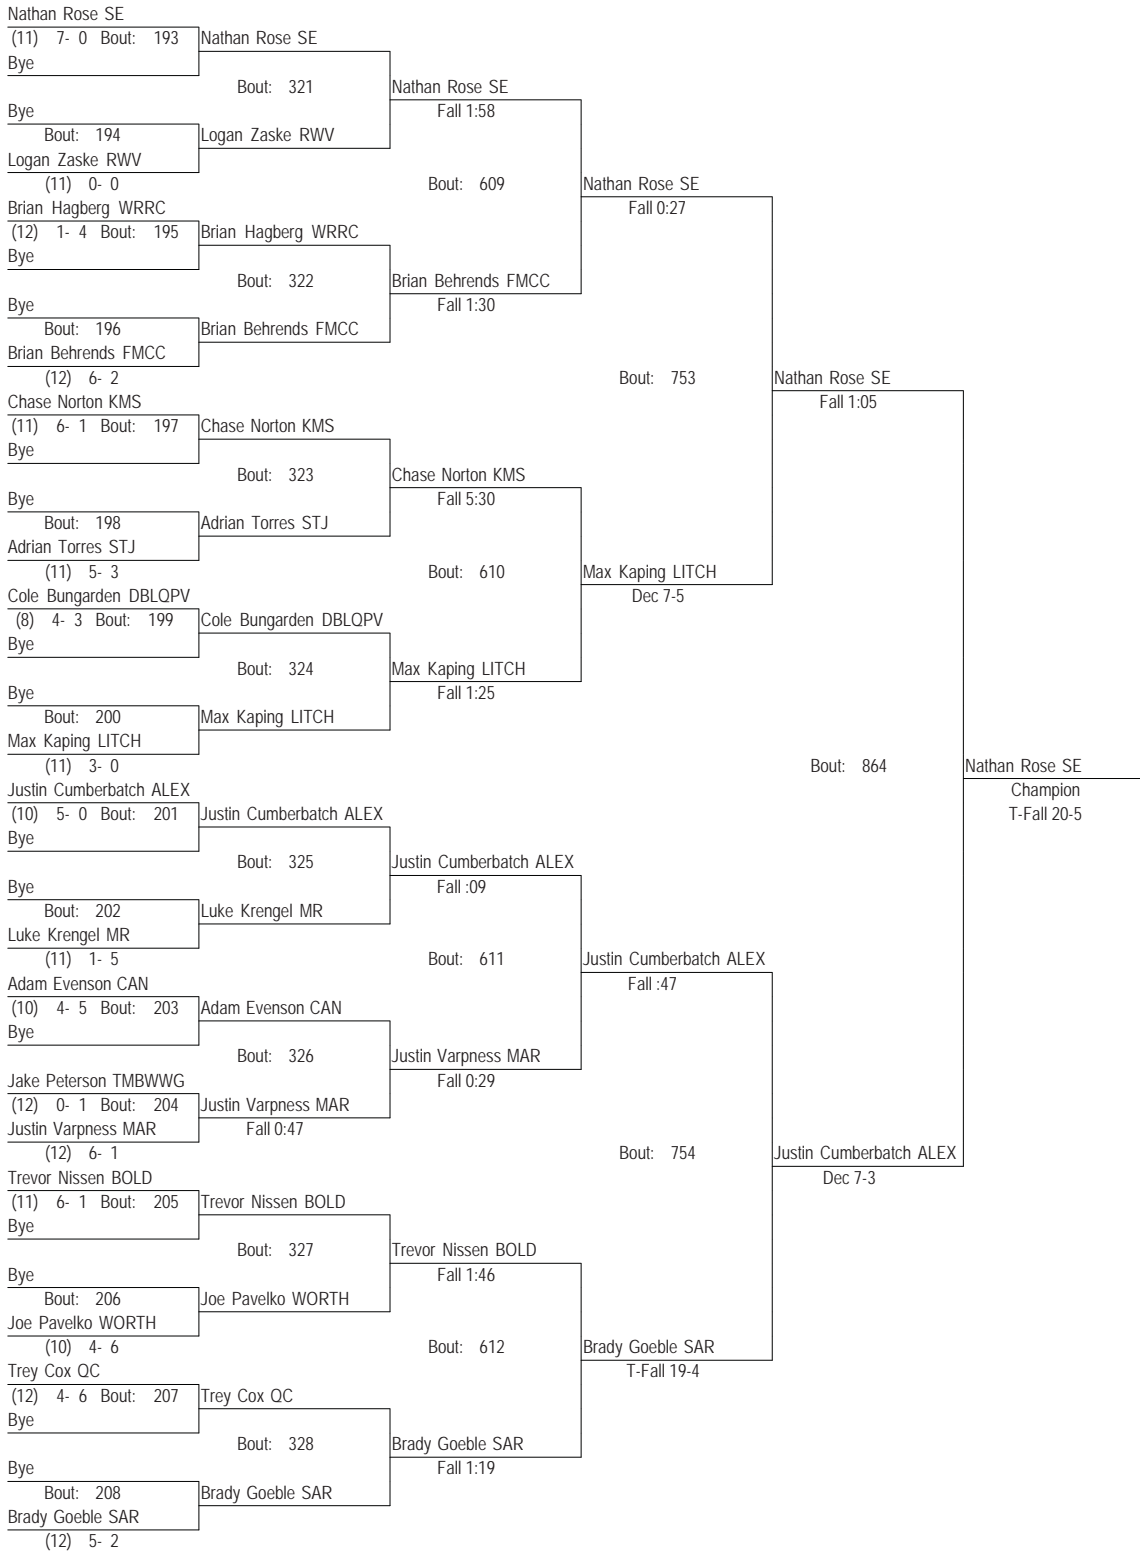 Nathan Rose SE
(11) 7- 0 Bout: 193 Nathan Rose SE
Bye
Bout: 321 Nathan Rose SE
Bye Fall 1:58
Bout: 194 Logan Zaske RWV
Logan Zaske RWV
(11) 0- 0 Bout: 609 Nathan Rose SE
Brian Hagberg WRRC Fall 0:27
(12) 1- 4 Bout: 195 Brian Hagberg WRRC
Bye
Bout: 322 Brian Behrends FMCC
Bye Fall 1:30
Bout: 196 Brian Behrends FMCC
Brian Behrends FMCC
(12) 6- 2 Bout: 753 Nathan Rose SE
Chase Norton KMS Fall 1:05
(11) 6- 1 Bout: 197 Chase Norton KMS
Bye
Bout: 323 Chase Norton KMS
Bye Fall 5:30
Bout: 198 Adrian Torres STJ
Adrian Torres STJ
(11) 5- 3 Bout: 610 Max Kaping LITCH
Cole Bungarden DBLQPV Dec 7-5
(8) 4- 3 Bout: 199 Cole Bungarden DBLQPV
Bye
Bout: 324 Max Kaping LITCH
Bye Fall 1:25
Bout: 200 Max Kaping LITCH
Max Kaping LITCH
(11) 3- 0 Bout: 864 Nathan Rose SE
Justin Cumberbatch ALEX Champion
(10) 5- 0 Bout: 201 Justin Cumberbatch ALEX T-Fall 20-5
Bye
Bout: 325 Justin Cumberbatch ALEX
Bye Fall :09
Bout: 202 Luke Krengel MR
Luke Krengel MR
(11) 1- 5 Bout: 611 Justin Cumberbatch ALEX
Adam Evenson CAN Fall :47
(10) 4- 5 Bout: 203 Adam Evenson CAN
Bye
Bout: 326 Justin Varpness MAR
Jake Peterson TMBWWG Fall 0:29
(12) 0- 1 Bout: 204 Justin Varpness MAR
Justin Varpness MAR Fall 0:47
(12) 6- 1 Bout: 754 Justin Cumberbatch ALEX
Trevor Nissen BOLD Dec 7-3
(11) 6- 1 Bout: 205 Trevor Nissen BOLD
Bye
Bout: 327 Trevor Nissen BOLD
Bye Fall 1:46
Bout: 206 Joe Pavelko WORTH
Joe Pavelko WORTH
(10) 4- 6 Bout: 612 Brady Goeble SAR
Trey Cox QC T-Fall 19-4
(12) 4- 6 Bout: 207 Trey Cox QC
Bye
Bout: 328 Brady Goeble SAR
Bye Fall 1:19
Bout: 208 Brady Goeble SAR
Brady Goeble SAR
(12) 5- 2